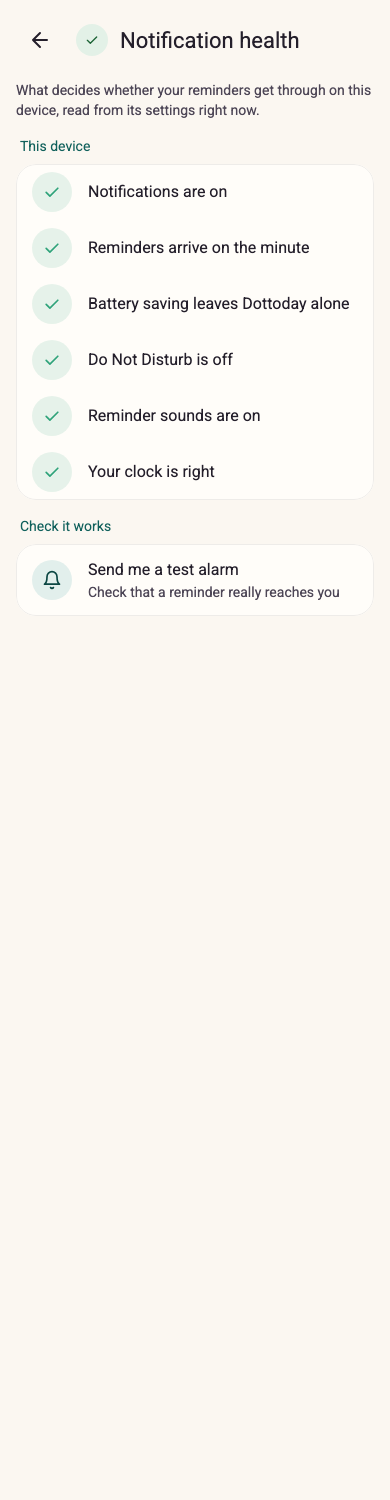 Notification health
What decides whether your reminders get through on this
device, read from its settings right now.
This device
Notifications are on
Reminders arrive on the minute
Battery saving leaves Dottoday alone
Do Not Disturb is off
Reminder sounds are on
Your clock is right
Check it works
Send me a test alarm
Check that a reminder really reaches you